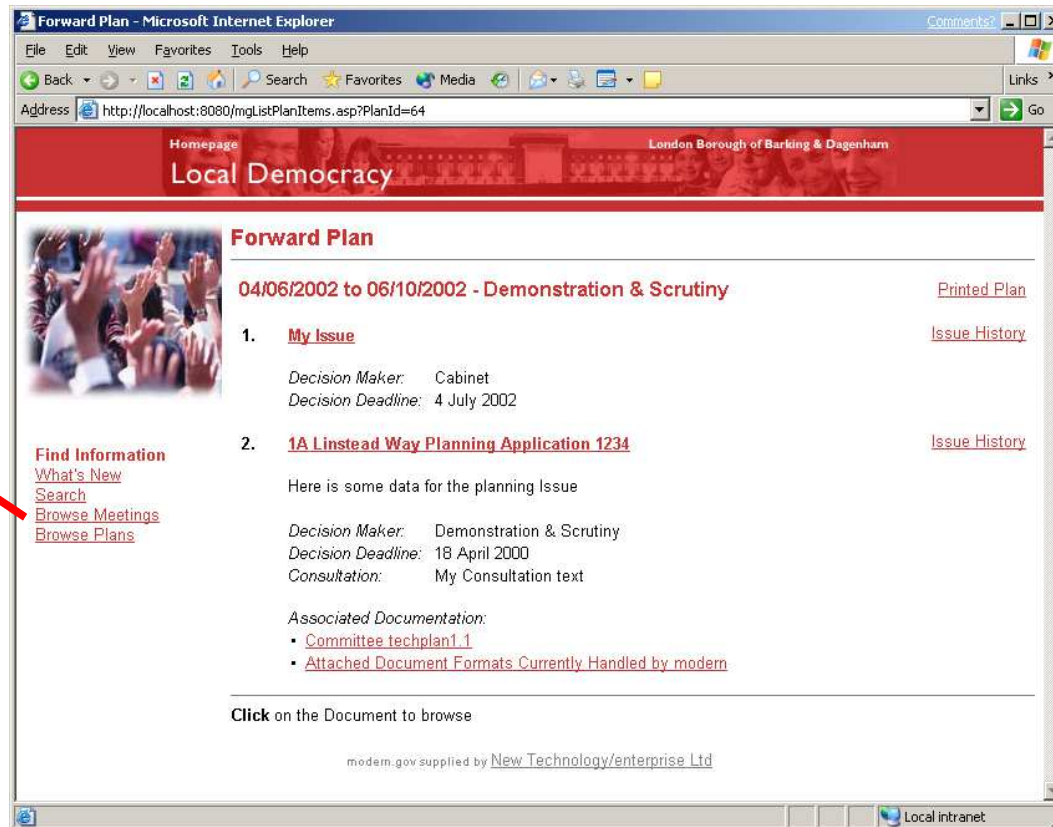 Forward Plan - Microsoft Internet Explorer
Comments?
File Edit View Favorites Tools Help
Back Search Favorites Media Links
Address http://localhost:8080/mgListPlanItems.asp?PlanId=64 Go
Homepage
London Borough of Barking & Dagenham
Local Democracy
Forward Plan
04/06/2002 to 06/10/2002 - Demonstration & Scrutiny Printed Plan
1. My Issue Issue History
Decision Maker: Cabinet
Decision Deadline: 4 July 2002
2. 1A Linstead Way Planning Application 1234 Issue History
Here is some data for the planning Issue
Decision Maker: Demonstration & Scrutiny
Decision Deadline: 18 April 2000
Consultation: My Consultation text
Associated Documentation:
▪ Committee techplan1.1
▪ Attached Document Formats Currently Handled by modern
Find Information
What's New
Search
Browse Meetings
Browse Plans
Click on the Document to browse
modern.gov supplied by New Technology/enterprise Ltd
Local intranet